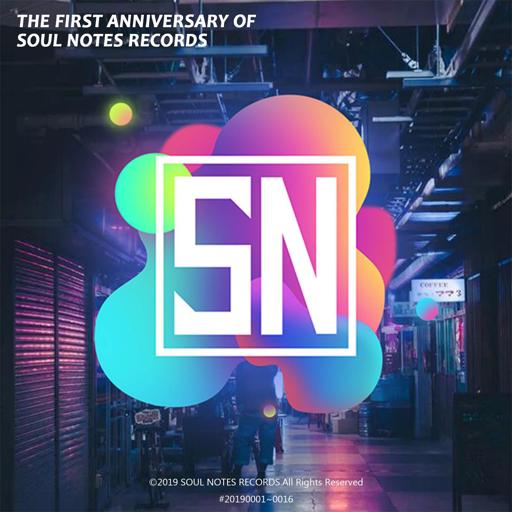 THE FIRST ANNIVERSARY OF
SOUL NOTES RECORDS
SN
COFFEE
©2019 SOUL NOTES RECORDS All Rights Reserved
#20190001~0016